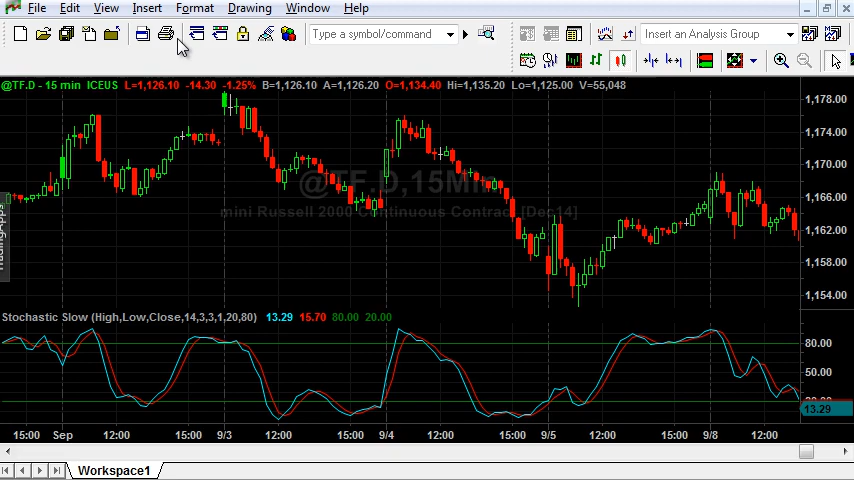 File Edit View Insert Format Drawing Window Help
Type a symbol/command Insert an Analysis Group
@TF.D - 15 min ICEUS L=1,126.10 -14.30 -1.25% B=1,126.10 A=1,126.20 O=1,134.40 Hi=1,135.20 Lo=1,125.00 V=55,048
1,178.00
1,174.00
1,170.00
@TF.D,15Min
1,166.00
mini Russell 2000 Continuous Contract [Dec14]
TradingApps
1,162.00
1,158.00
1,154.00
Stochastic Slow (High,Low,Close,14,3,3,1,20,80) 13.29 15.70 80.00 20.00
80.00
50.00
20.00
13.29
15:00 Sep 12:00 15:00 9/3 12:00 15:00 9/4 12:00 15:00 9/5 12:00 15:00 9/8 12:00
Workspace1